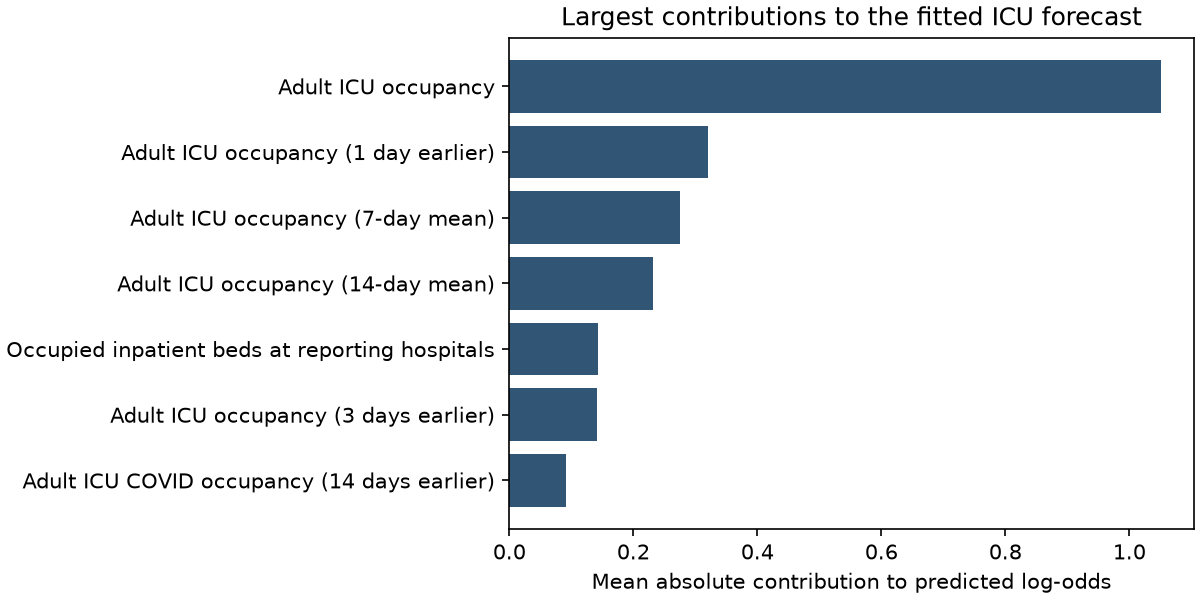 Largest contributions to the fitted ICU forecast
Adult ICU occupancy
Adult ICU occupancy (1 day earlier)
Adult ICU occupancy (7-day mean)
Adult ICU occupancy (14-day mean)
Occupied inpatient beds at reporting hospitals
Adult ICU occupancy (3 days earlier)
Adult ICU COVID occupancy (14 days earlier)
0.0 0.2 0.4 0.6 0.8 1.0
Mean absolute contribution to predicted log-odds